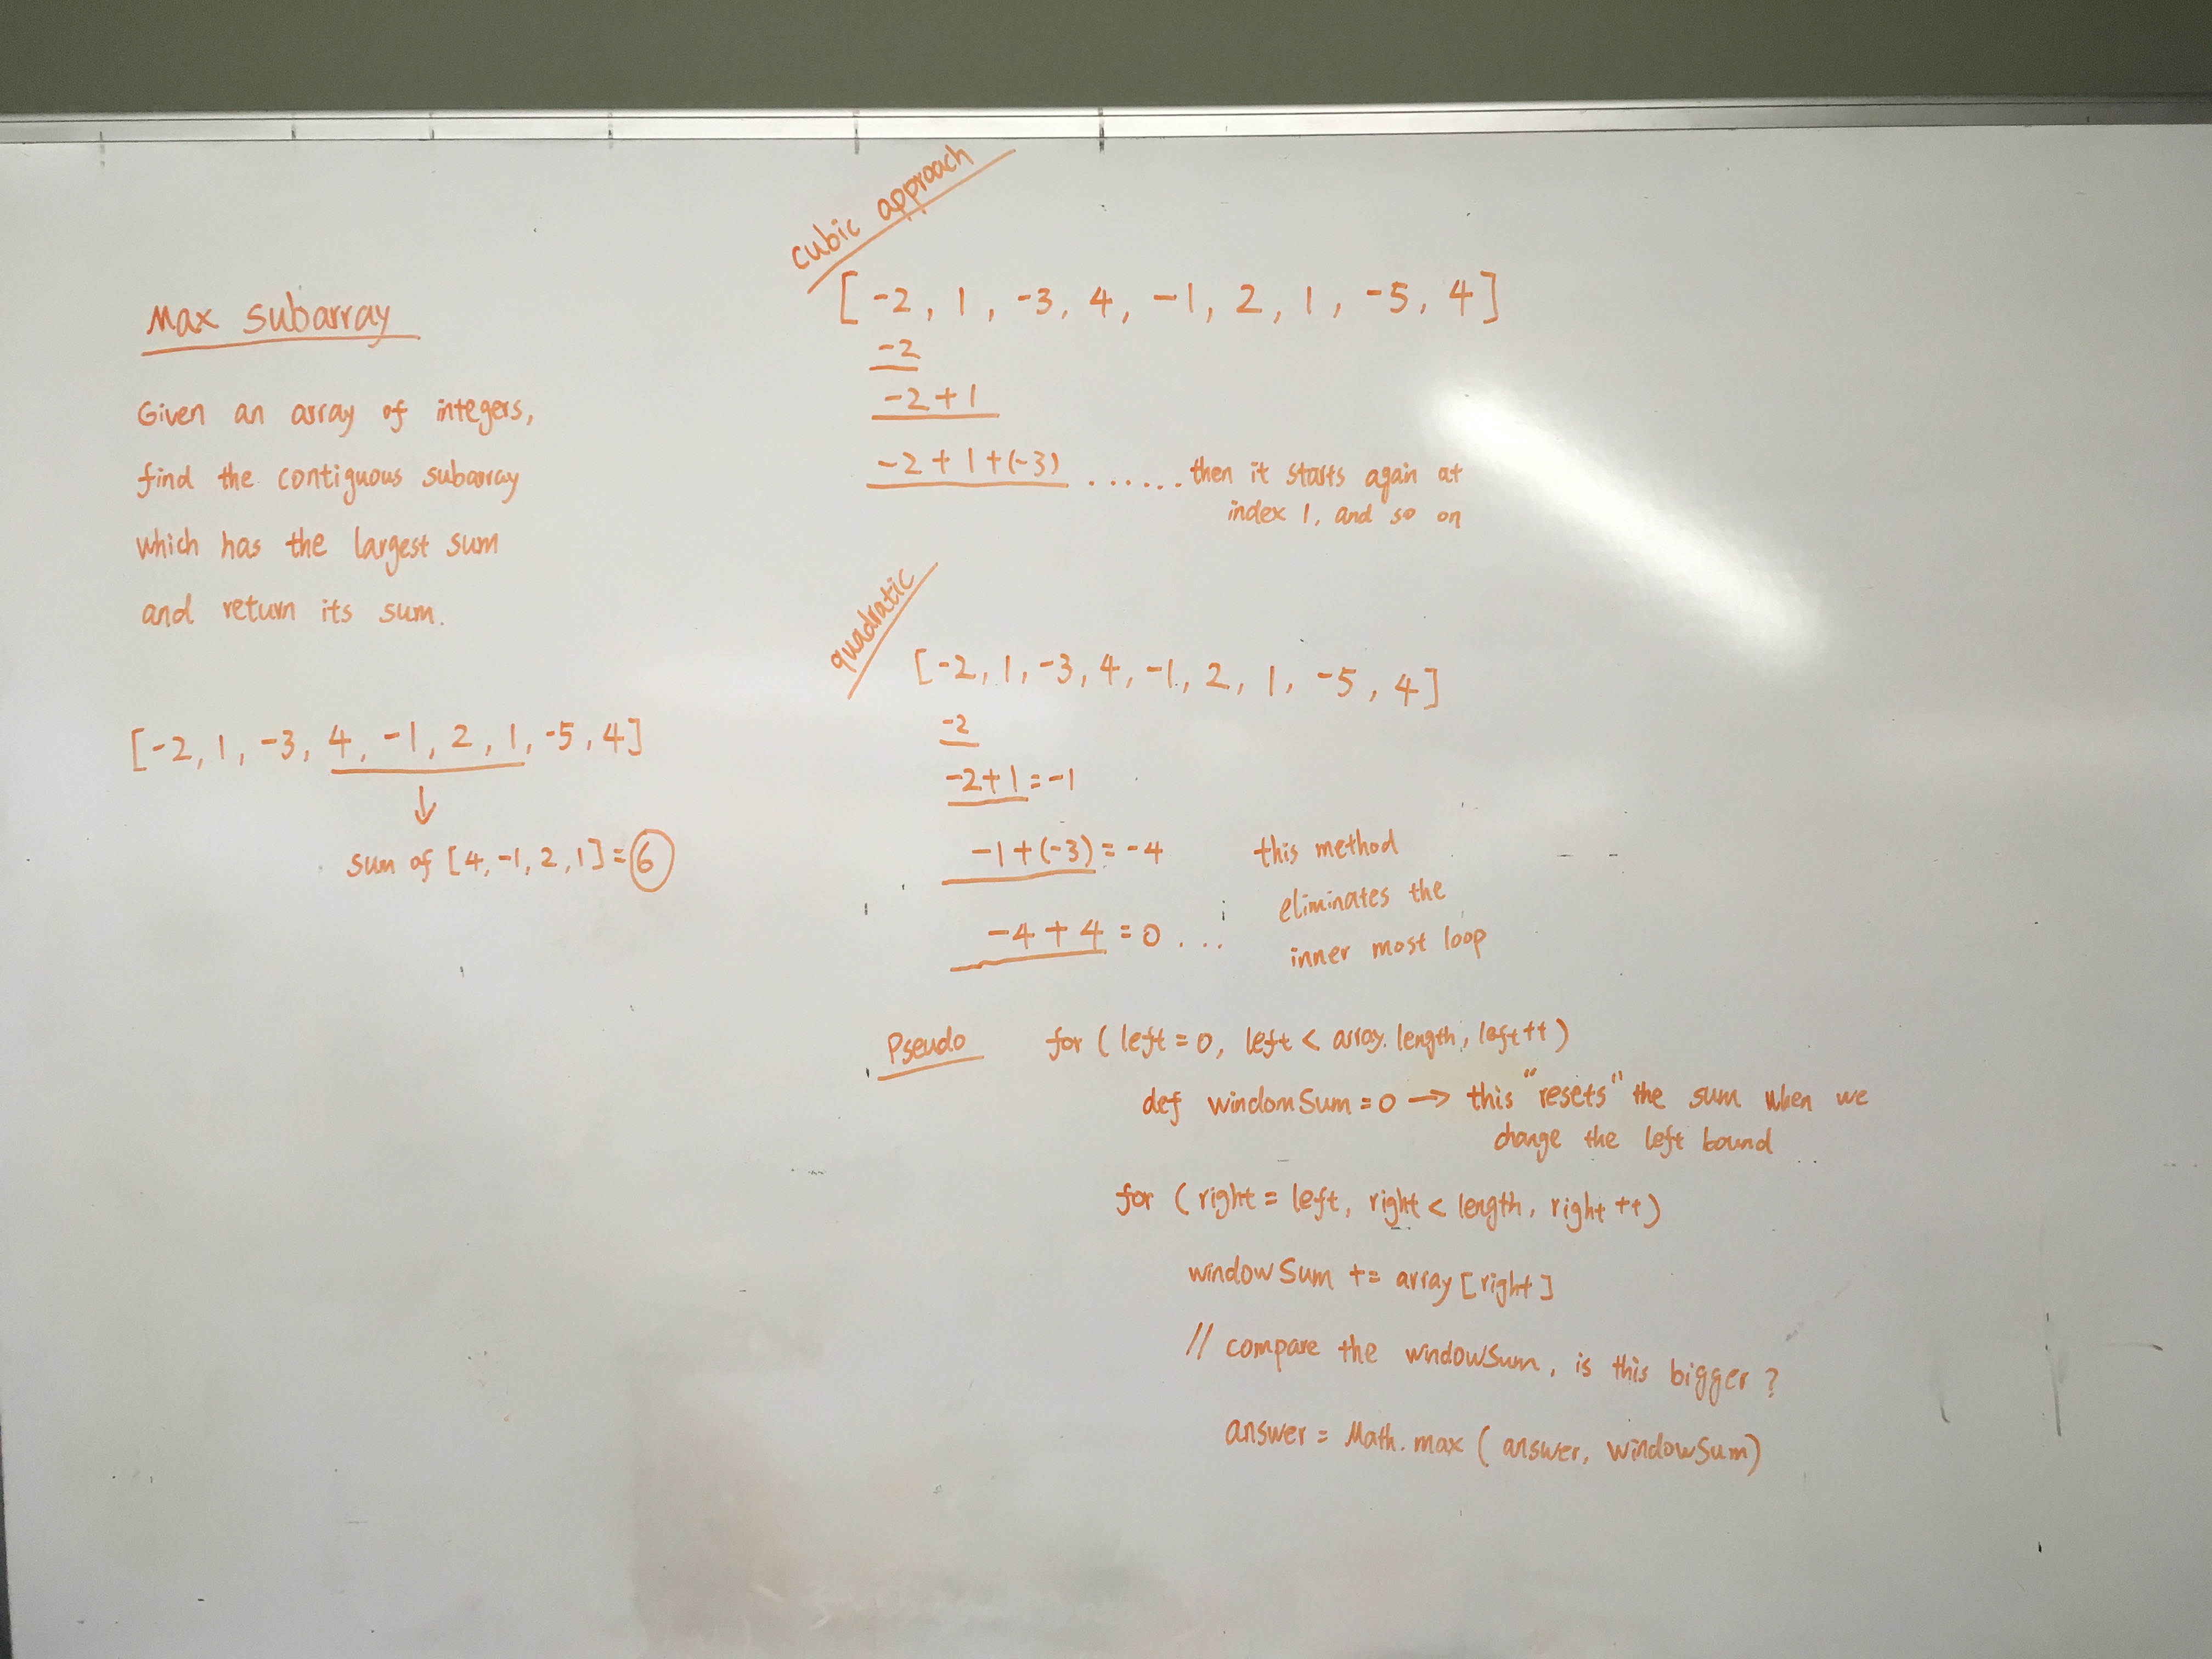 Max subarray
Given an array of integers,
find the contiguous subarray
which has the largest sum
and return its sum.
[-2, 1, -3, 4, -1, 2, 1, -5, 4]
↓
sum of [4, -1, 2, 1] = 6
cubic approach
[-2, 1, -3, 4, -1, 2, 1, -5, 4]
-2
-2+1
-2+1+(-3) ...... then it starts again at
index 1, and so on
quadratic
[-2, 1, -3, 4, -1, 2, 1, -5, 4]
-2
-2+1=-1
-1+(-3)=-4
-4+4=0 ...
this method
eliminates the
inner most loop
Pseudo for (left=0, left < array.length, left++)
def windomSum=0 → this "resets" the sum when we
change the left bound
for (right = left, right < length, right++)
windowSum += array[right]
// compare the windowSum, is this bigger?
answer = Math.max (answer, windowSum)